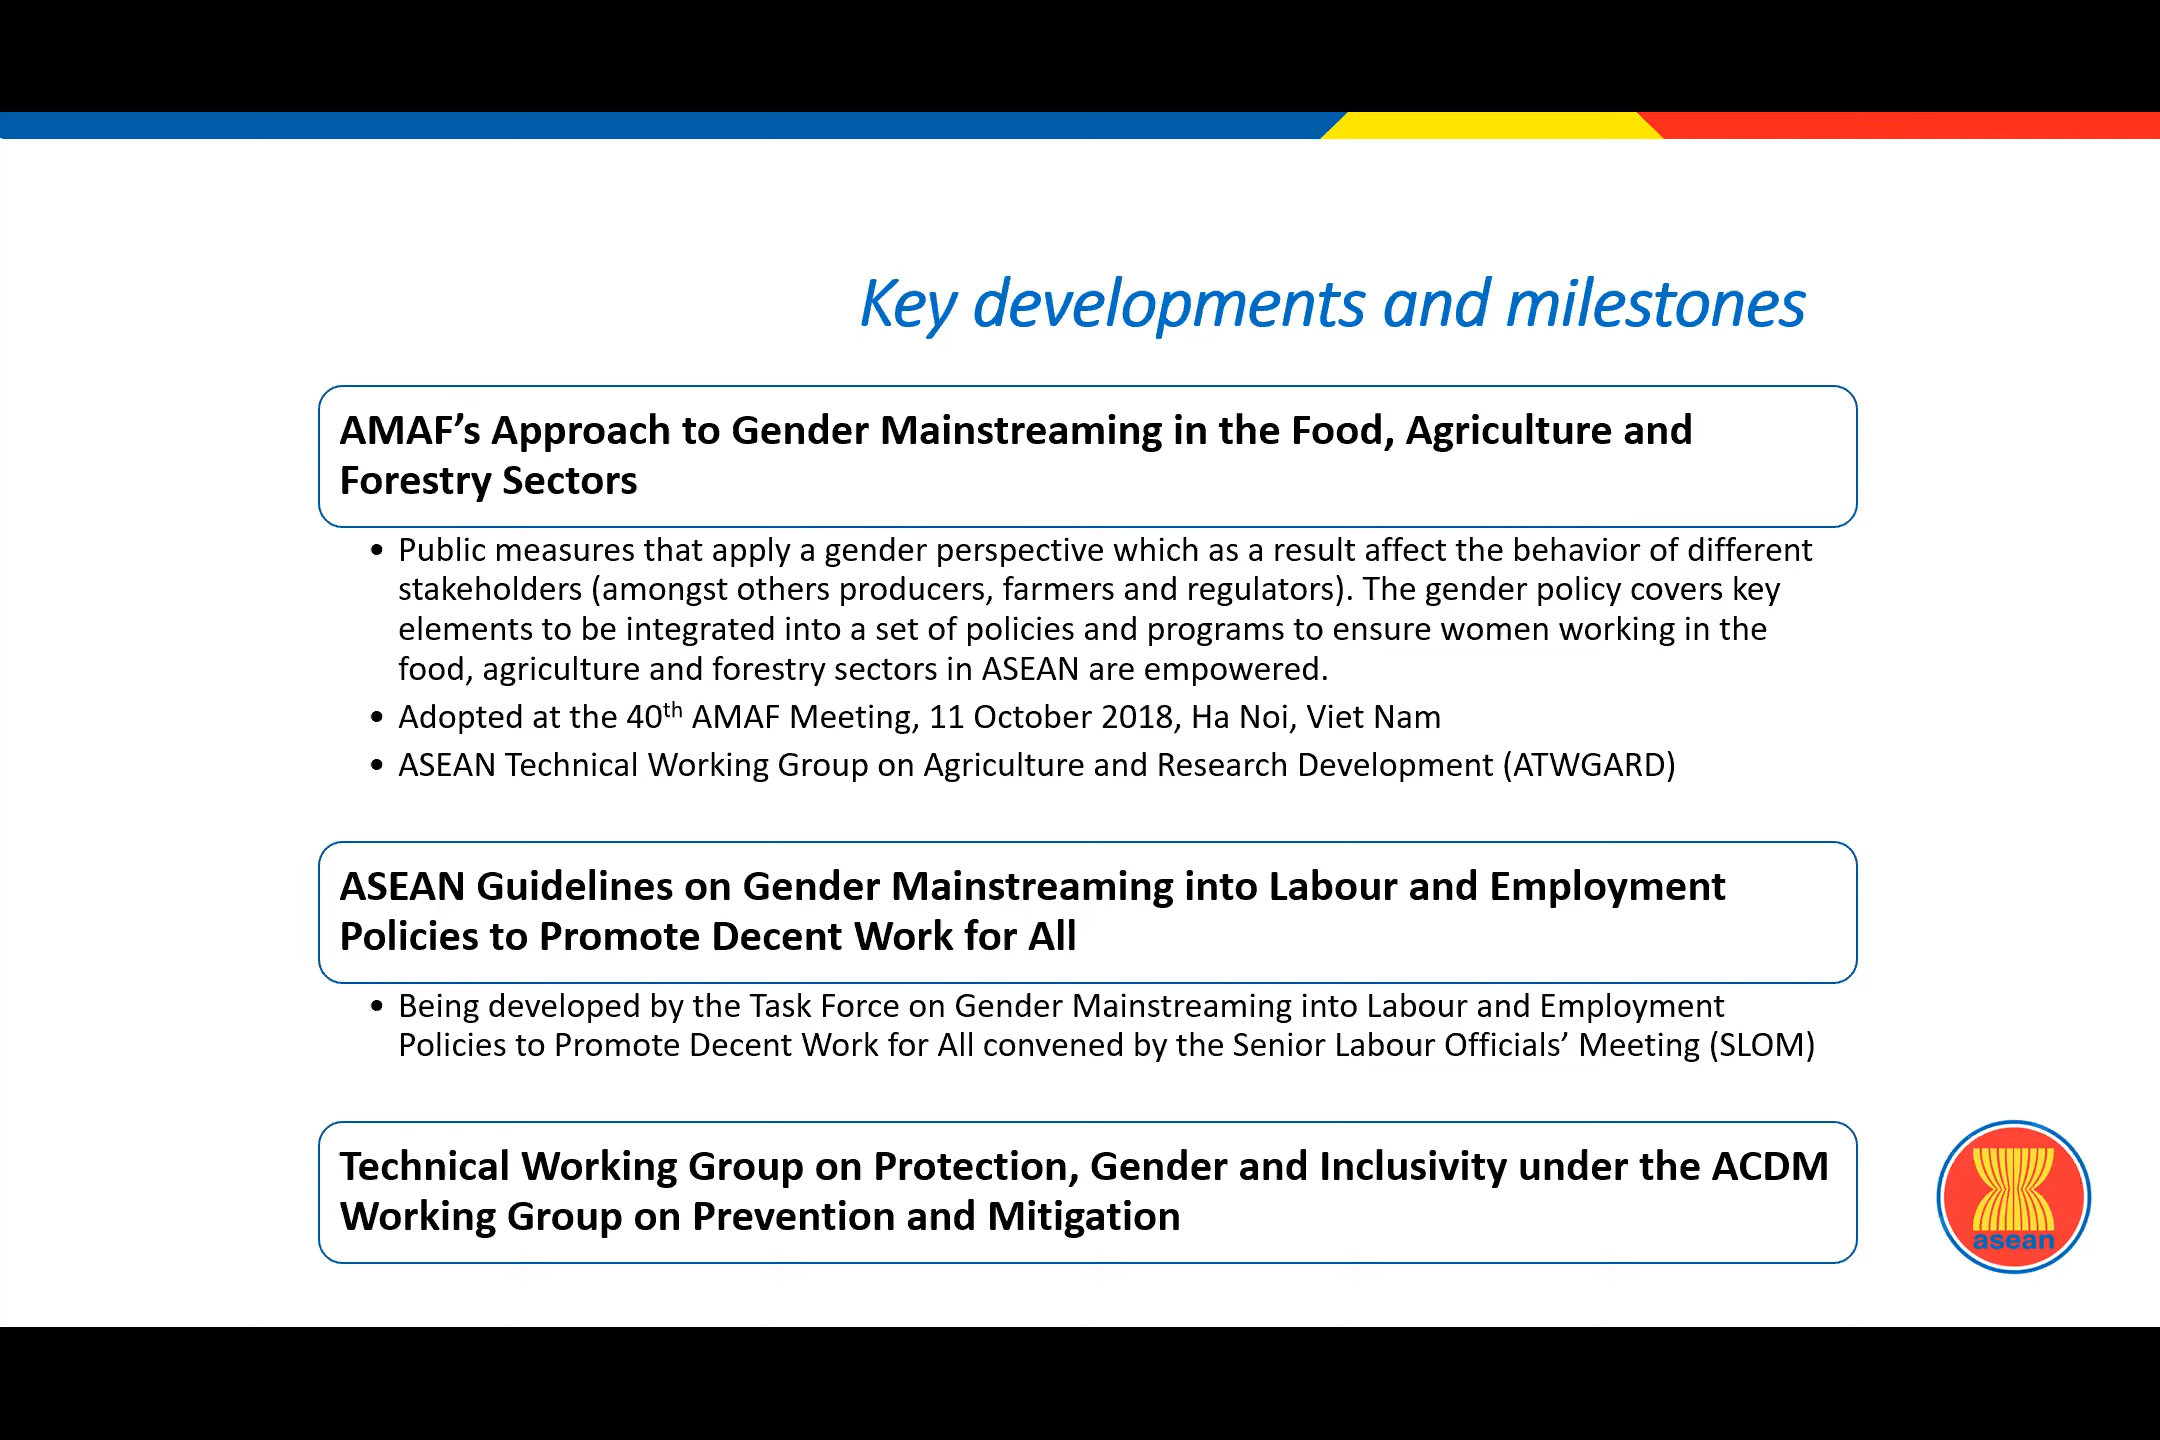 Key developments and milestones
AMAF’s Approach to Gender Mainstreaming in the Food, Agriculture and
Forestry Sectors
• Public measures that apply a gender perspective which as a result affect the behavior of different
stakeholders (amongst others producers, farmers and regulators). The gender policy covers key
elements to be integrated into a set of policies and programs to ensure women working in the
food, agriculture and forestry sectors in ASEAN are empowered.
• Adopted at the 40th AMAF Meeting, 11 October 2018, Ha Noi, Viet Nam
• ASEAN Technical Working Group on Agriculture and Research Development (ATWGARD)
ASEAN Guidelines on Gender Mainstreaming into Labour and Employment
Policies to Promote Decent Work for All
• Being developed by the Task Force on Gender Mainstreaming into Labour and Employment
Policies to Promote Decent Work for All convened by the Senior Labour Officials’ Meeting (SLOM)
Technical Working Group on Protection, Gender and Inclusivity under the ACDM
Working Group on Prevention and Mitigation
asean